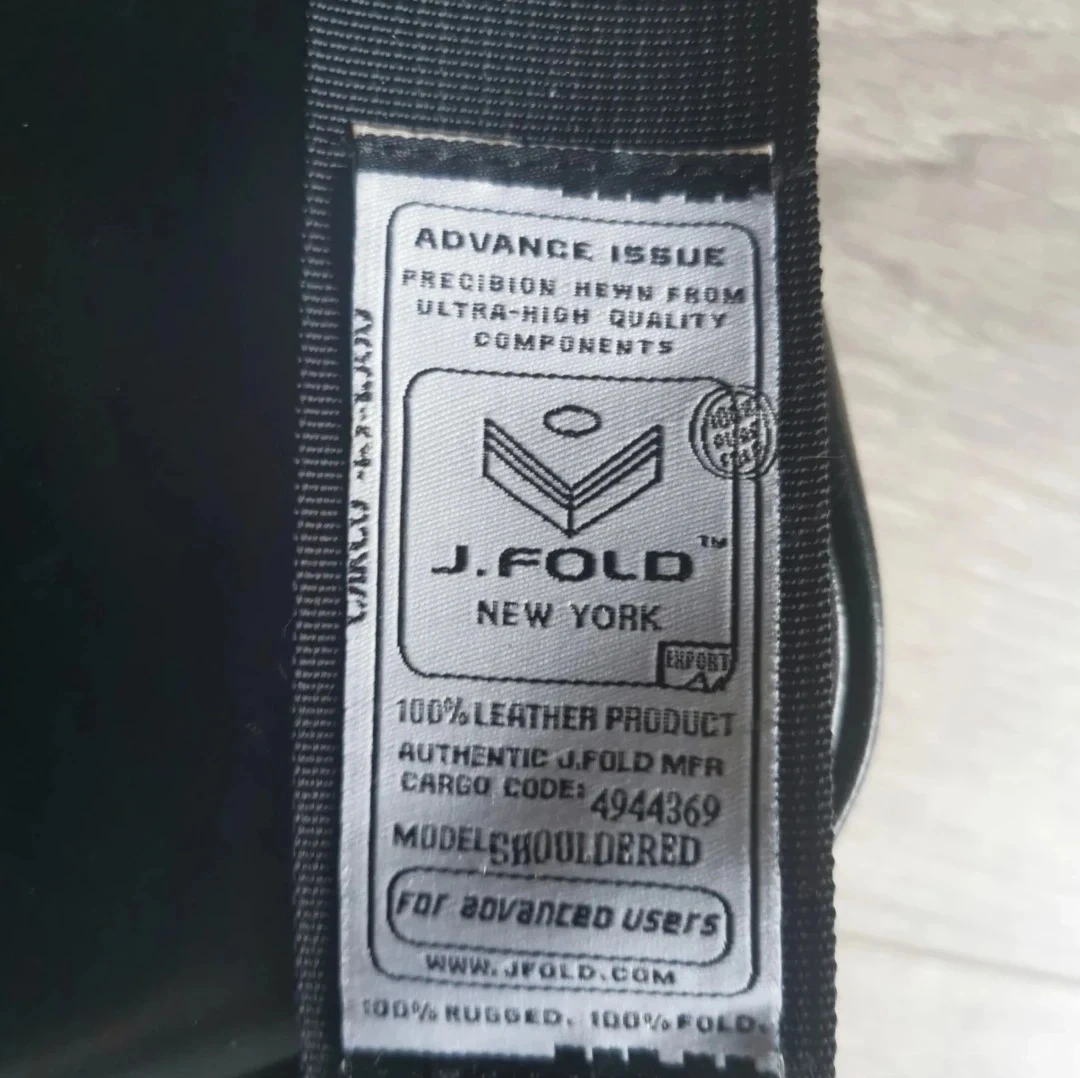 ADVANCE ISSUE
PRECISION HEWN FROM
ULTRA-HIGH QUALITY
COMPONENTS
J.FOLD™
NEW YORK
EXPORT
100% LEATHER PRODUCT
AUTHENTIC J.FOLD MFR
CARGO CODE: 4944369
MODEL SHOULDERED
FOR ADVANCED USERS
WWW.JFOLD.COM
100% RUGGED. 100% FOLD.